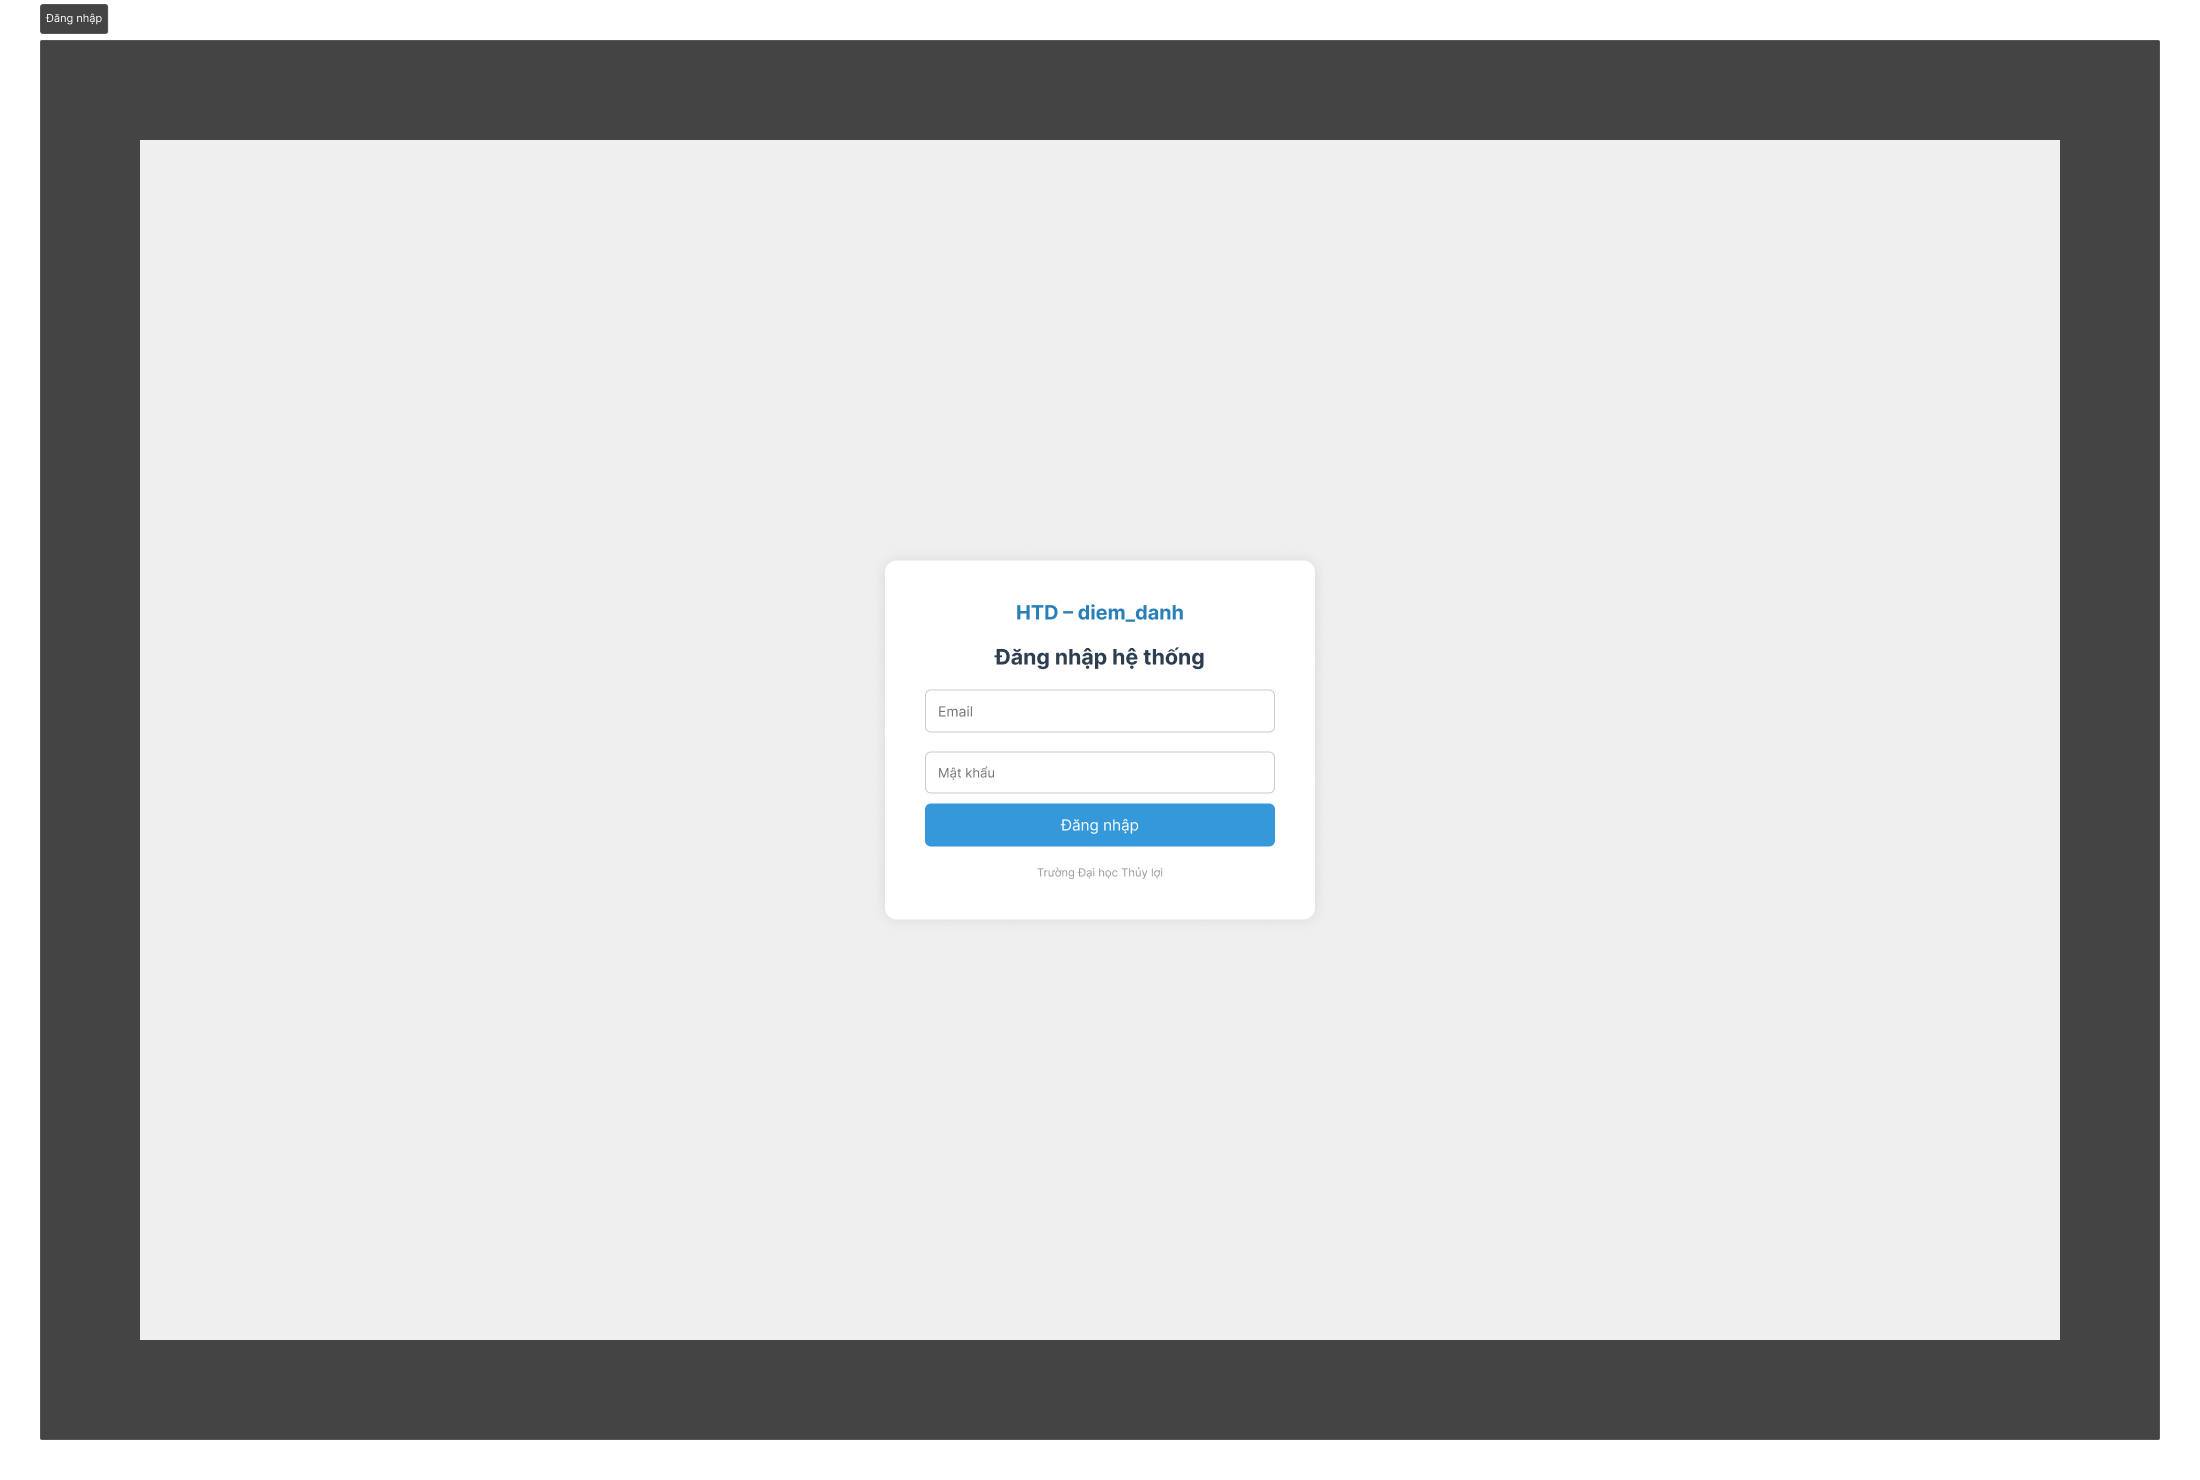 Đăng nhập
HTD – diem_danh
Đăng nhập hệ thống
Email
Mật khẩu
Đăng nhập
Trường Đại học Thủy lợi